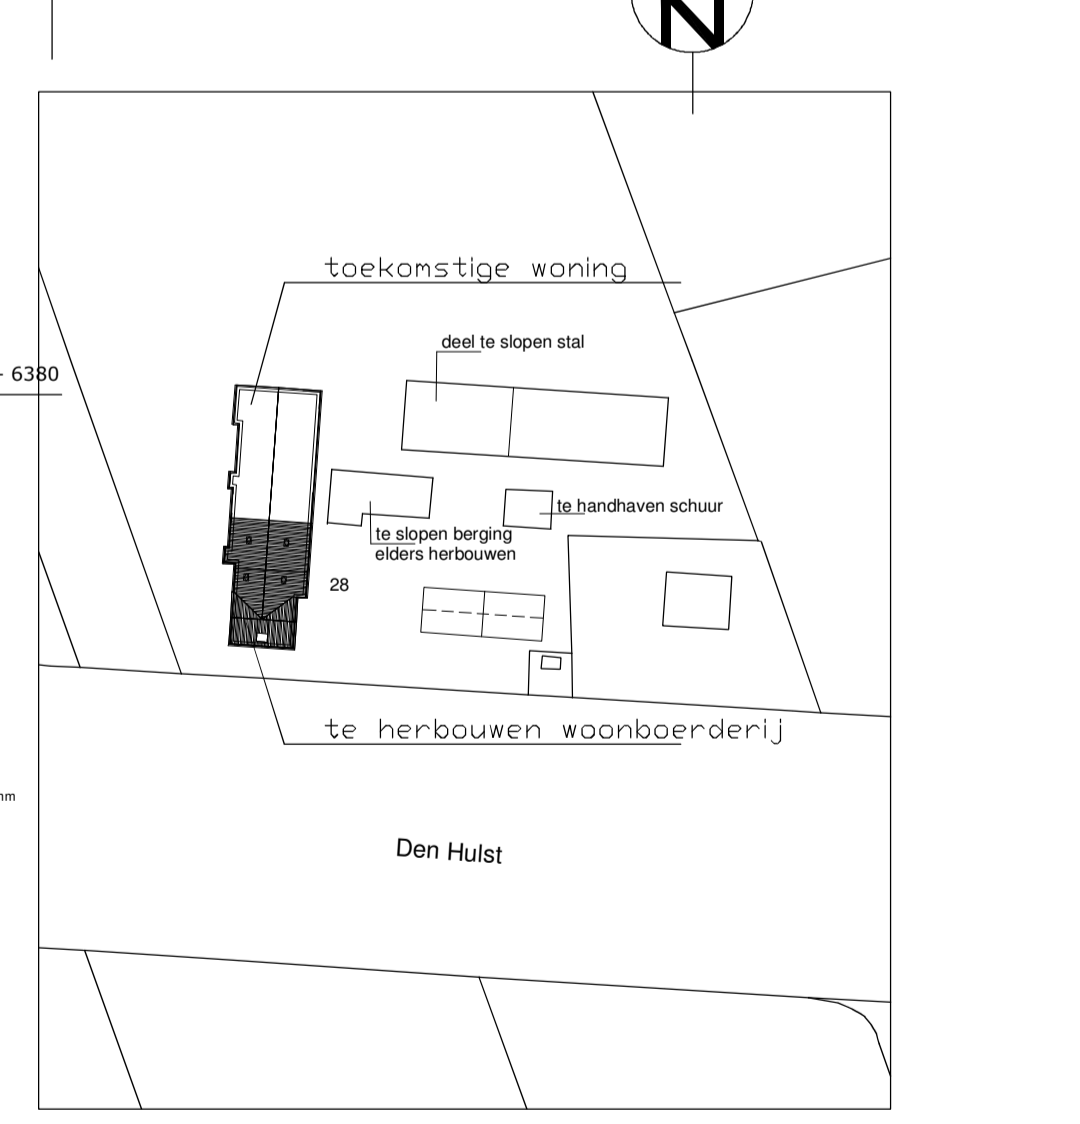 N
toekomstige woning
deel te slopen stal
- 6380
te handhaven schuur
te slopen berging
elders herbouwen
28
te herbouwen woonboerderij
Den Hulst